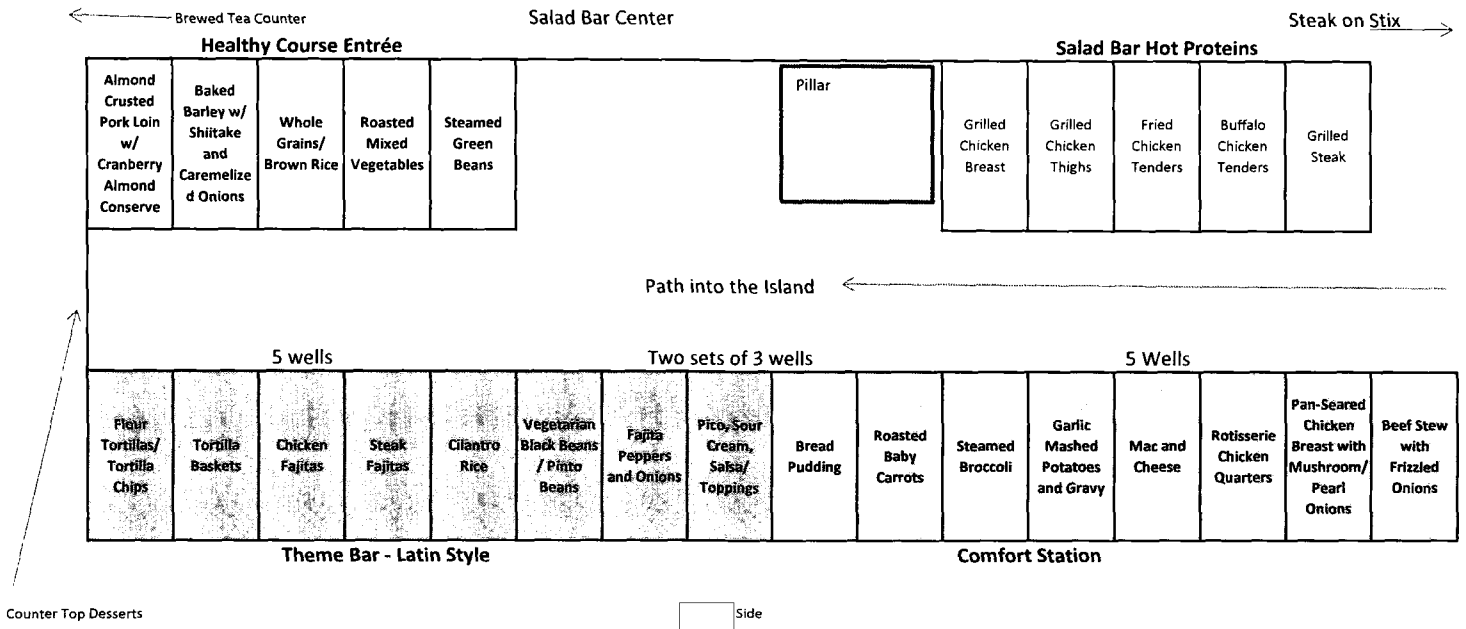 Brewed Tea Counter
Salad Bar Center
Steak on Stix
Healthy Course Entrée
Salad Bar Hot Proteins
Almond
Crusted
Pork Loin
w/
Cranberry
Almond
Conserve
Baked
Barley w/
Shiitake
and
Caremelize
d Onions
Whole
Grains/
Brown Rice
Roasted
Mixed
Vegetables
Steamed
Green
Beans
Pillar
Grilled
Chicken
Breast
Grilled
Chicken
Thighs
Fried
Chicken
Tenders
Buffalo
Chicken
Tenders
Grilled
Steak
Path into the Island
5 wells
Two sets of 3 wells
5 Wells
Flour
Tortillas/
Tortilla
Chips
Tortilla
Baskets
Chicken
Fajitas
Steak
Fajitas
Cilantro
Rice
Vegetarian
Black Beans
/ Pinto
Beans
Fajita
Peppers
and Onions
Pico, Sour
Cream,
Salsa/
Toppings
Bread
Pudding
Roasted
Baby
Carrots
Steamed
Broccoli
Garlic
Mashed
Potatoes
and Gravy
Mac and
Cheese
Rotisserie
Chicken
Quarters
Pan-Seared
Chicken
Breast with
Mushroom/
Pearl
Onions
Beef Stew
with
Frizzled
Onions
Theme Bar - Latin Style
Comfort Station
Counter Top Desserts
Side